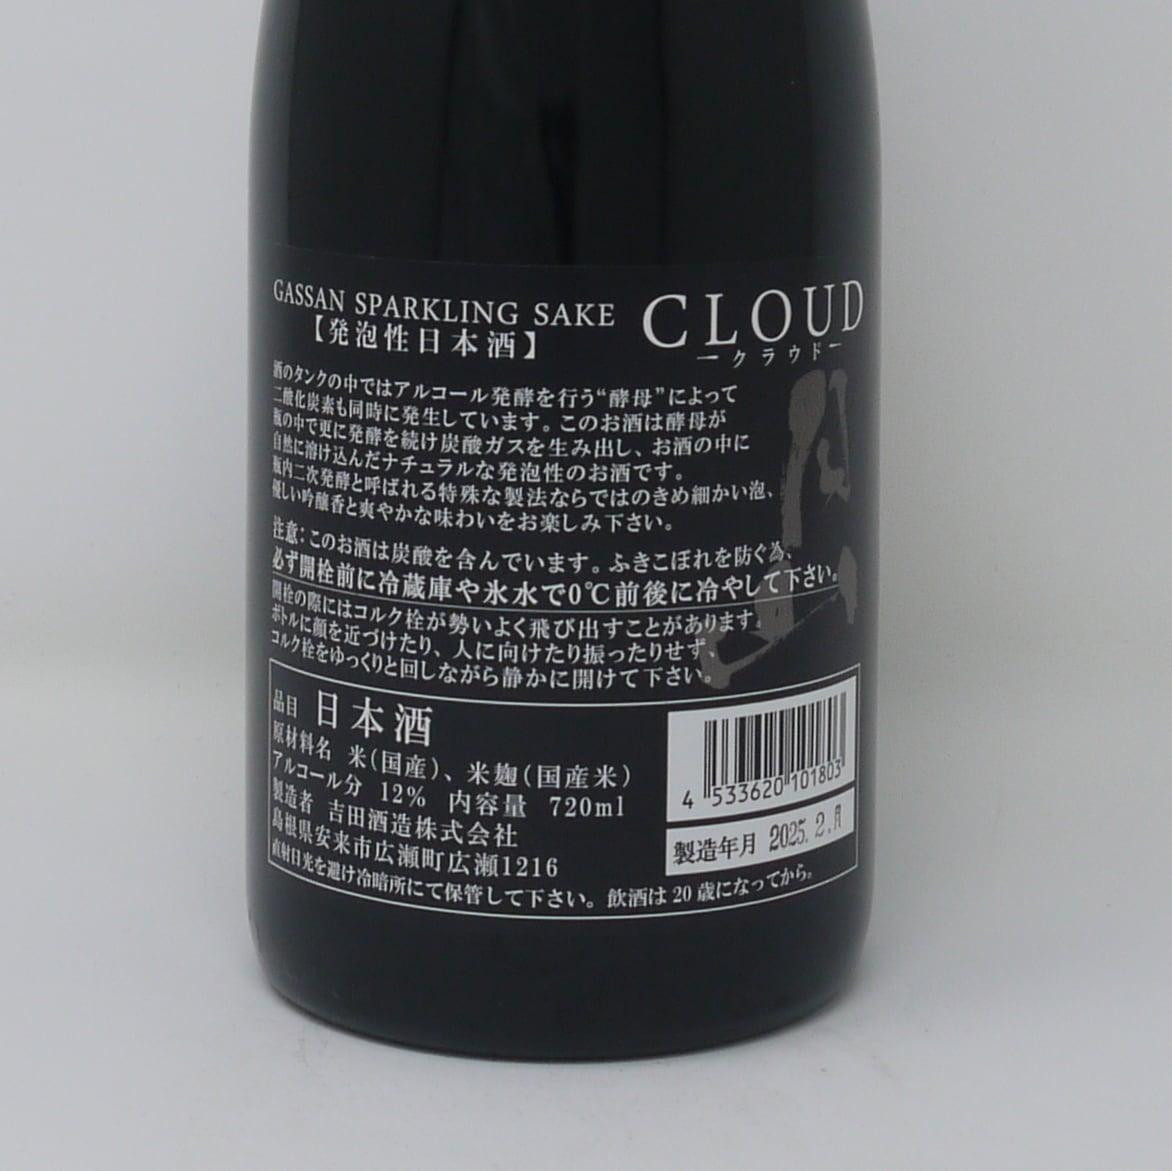 GASSAN SPARKLING SAKE CLOUD
【発泡性日本酒】 ークラウドー
酒のタンクの中ではアルコール発酵を行う“酵母”によって
二酸化炭素も同時に発生しています。このお酒は酵母が
瓶の中で更に発酵を続け炭酸ガスを生み出し、お酒の中に
自然に溶け込んだナチュラルな発泡性のお酒です。
瓶内二次発酵と呼ばれる特殊な製法ならではのきめ細かい泡、
優しい吟醸香と爽やかな味わいをお楽しみ下さい。
注意：このお酒は炭酸を含んでいます。ふきこぼれを防ぐ為、
必ず開栓前に冷蔵庫や氷水で0℃前後に冷やして下さい。
開栓の際にはコルク栓が勢いよく飛び出すことがあります。
ボトルに顔を近づけたり、人に向けたり振ったりせず、
コルク栓をゆっくりと回しながら静かに開けて下さい。
月山
品目 日本酒
原材料名 米(国産)、米麹(国産米)
アルコール分 12% 内容量 720ml
製造者 吉田酒造株式会社
島根県安来市広瀬町広瀬1216
4 533620 101803
製造年月 2025.2.月
直射日光を避け冷暗所にて保管して下さい。飲酒は20歳になってから。